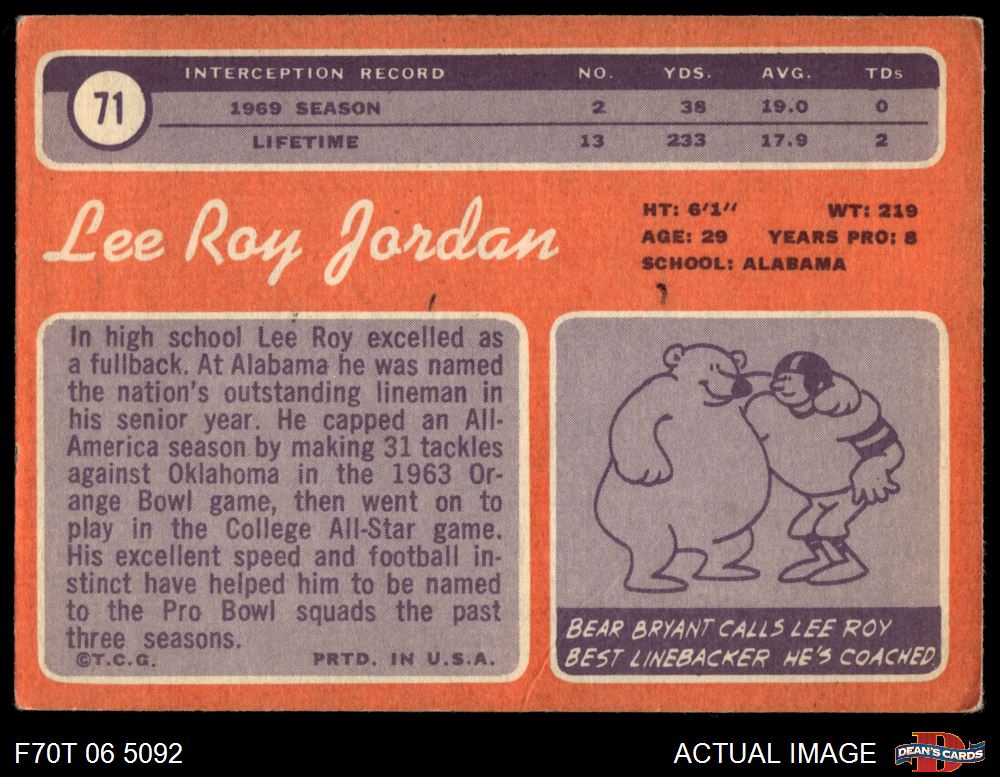 71
INTERCEPTION RECORD NO. YDS. AVG. TDs
1969 SEASON 2 38 19.0 0
LIFETIME 13 233 17.9 2
Lee Roy Jordan
HT: 6'1" WT: 219
AGE: 29 YEARS PRO: 8
SCHOOL: ALABAMA
In high school Lee Roy excelled as
a fullback. At Alabama he was named
the nation's outstanding lineman in
his senior year. He capped an All-
America season by making 31 tackles
against Oklahoma in the 1963 Or-
ange Bowl game, then went on to
play in the College All-Star game.
His excellent speed and football in-
stinct have helped him to be named
to the Pro Bowl squads the past
three seasons.
©T.C.G. PRTD. IN U.S.A.
BEAR BRYANT CALLS LEE ROY
BEST LINEBACKER HE'S COACHED
F70T 06 5092
ACTUAL IMAGE
DEAN'S CARDS